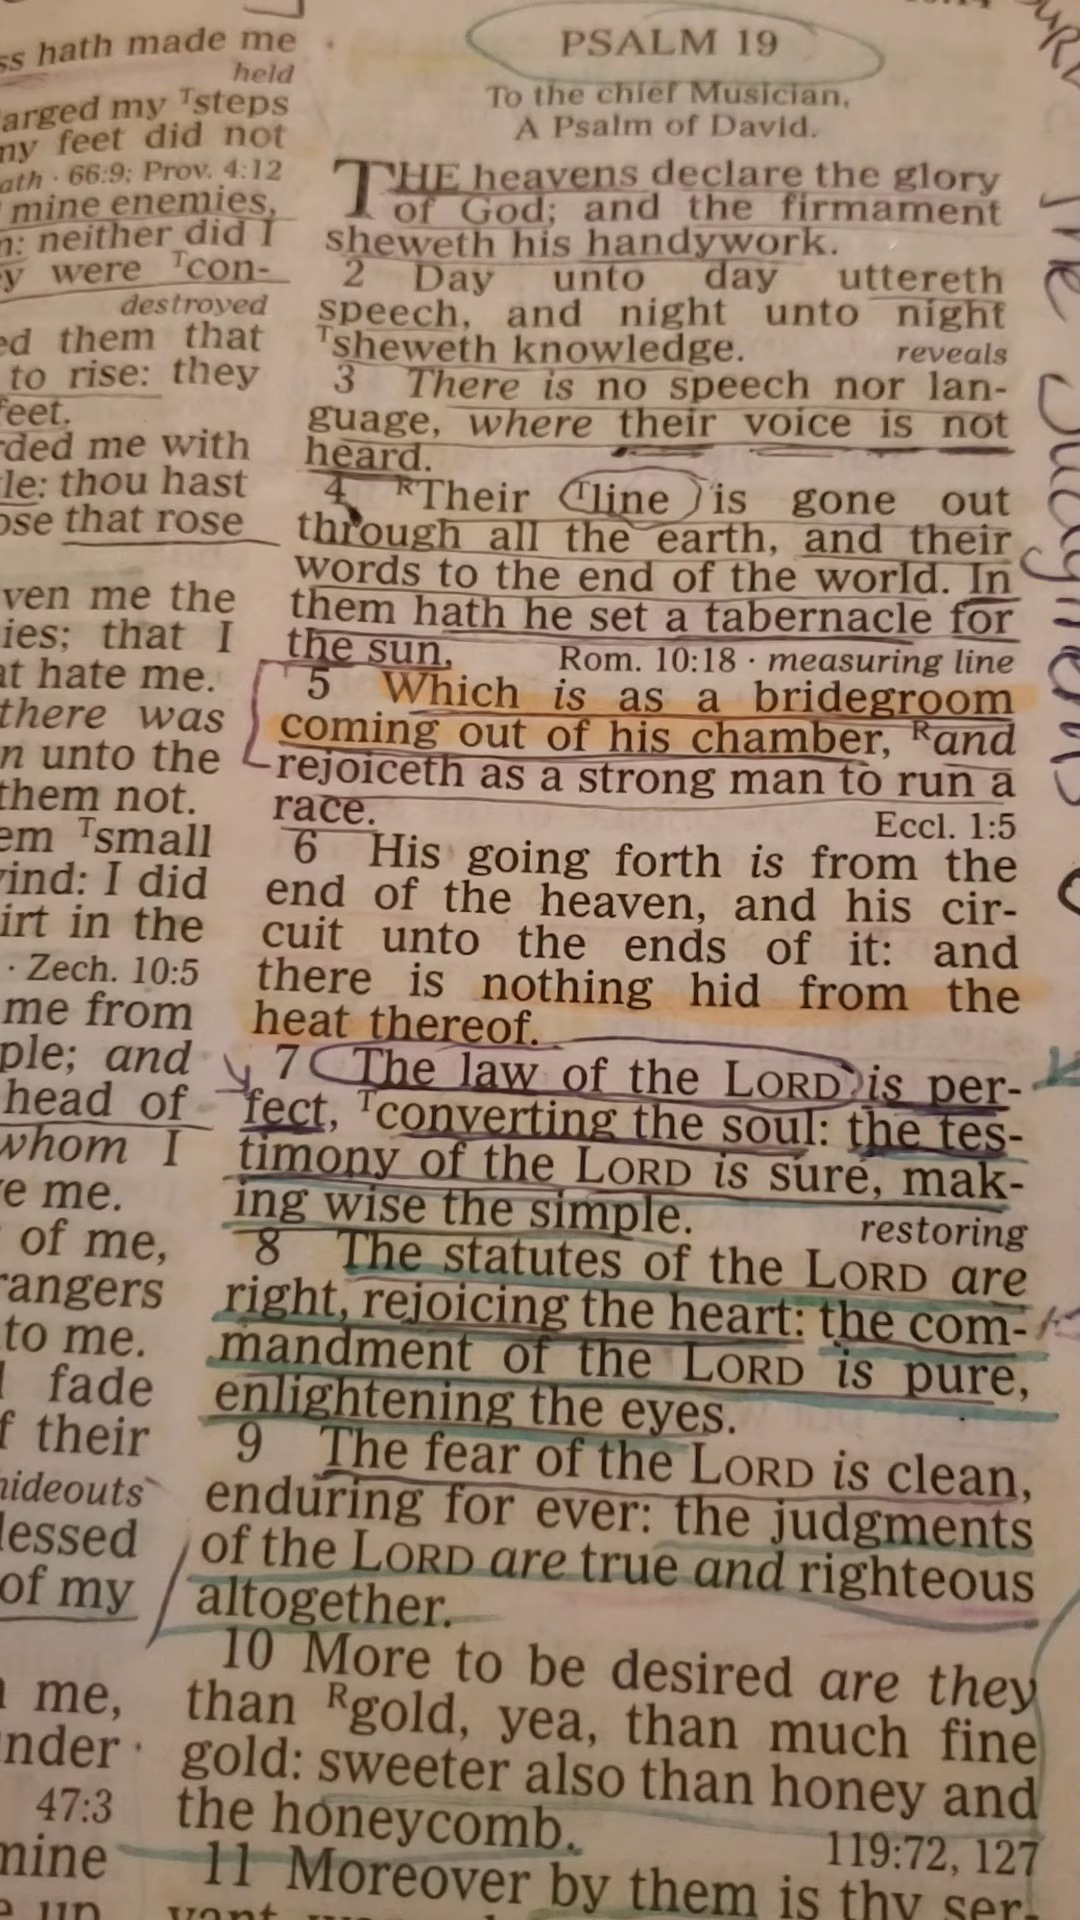 ss hath made me
held
arged my Tsteps
my feet did not
ath · 66:9; Prov. 4:12
mine enemies,
n: neither did I
ey were Tcon-
destroyed
ed them that
to rise: they
feet.
rded me with
le: thou hast
ose that rose
ven me the
ies; that I
at hate me.
there was
n unto the
them not.
em Tsmall
vind: I did
irt in the
· Zech. 10:5
me from
ple; and
head of
whom I
ve me.
of me,
rangers
to me.
fade
f their
hideouts
lessed
of my
me,
nder
47:3
mine
up
PSALM 19
To the chief Musician,
A Psalm of David.
THE heavens declare the glory
of God; and the firmament
sheweth his handywork.
2 Day unto day uttereth
speech, and night unto night
Tsheweth knowledge. reveals
3 There is no speech nor lan-
guage, where their voice is not
heard.
4 RTheir Tline is gone out
through all the earth, and their
words to the end of the world. In
them hath he set a tabernacle for
the sun, Rom. 10:18 · measuring line
5 Which is as a bridegroom
coming out of his chamber, Rand
rejoiceth as a strong man to run a
race. Eccl. 1:5
6 His going forth is from the
end of the heaven, and his cir-
cuit unto the ends of it: and
there is nothing hid from the
heat thereof.
7 The law of the LORD is per-
fect, Tconverting the soul: the tes-
timony of the LORD is sure, mak-
ing wise the simple. restoring
8 The statutes of the LORD are
right, rejoicing the heart: the com-
mandment of the LORD is pure,
enlightening the eyes.
9 The fear of the LORD is clean,
enduring for ever: the judgments
of the LORD are true and righteous
altogether.
10 More to be desired are they
than Rgold, yea, than much fine
gold: sweeter also than honey and
the honeycomb. 119:72, 127
11 Moreover by them is thy ser-
The Judgments